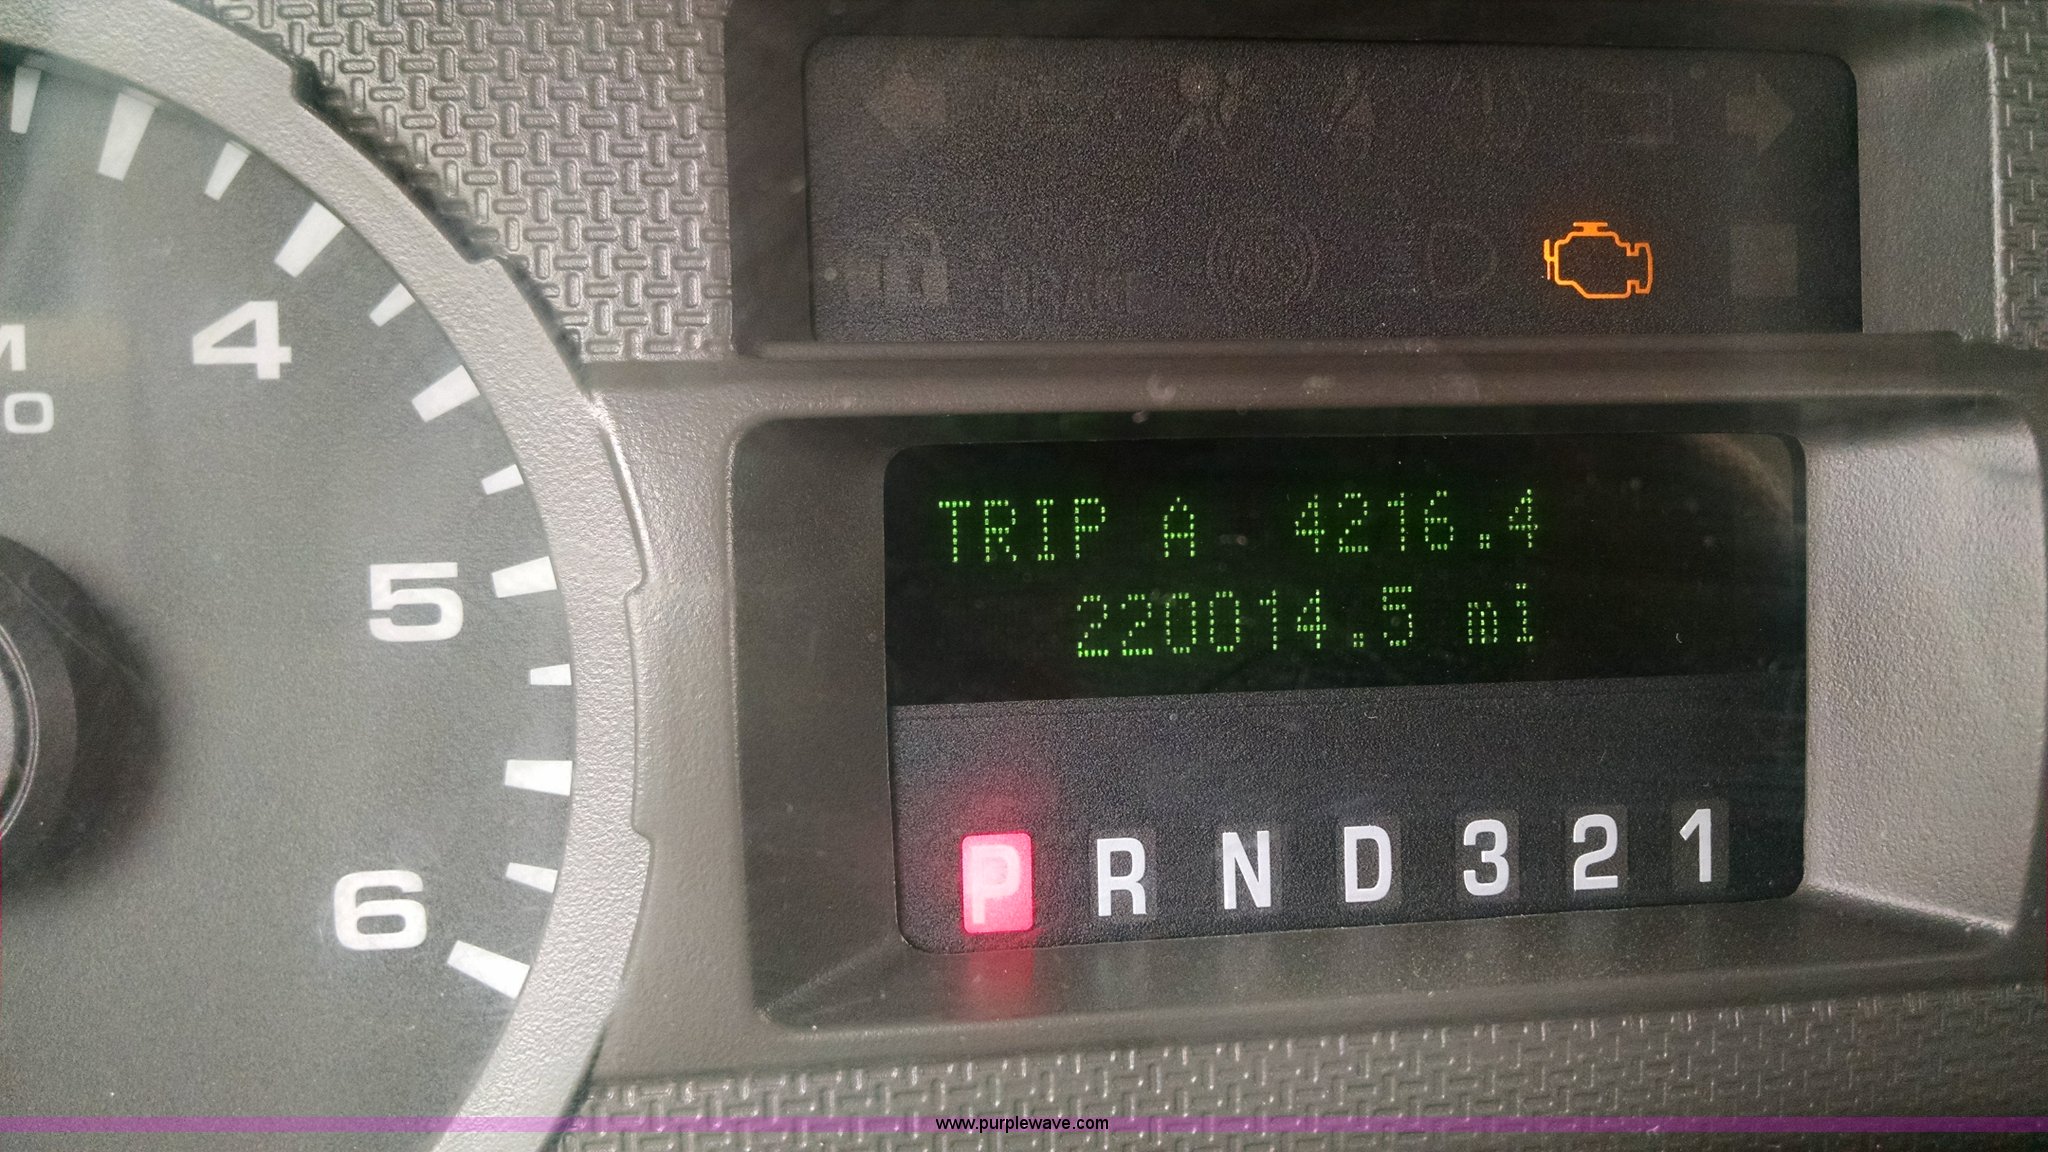 4
5
6
TRIP A 4216.4
220014.5 mi
P R N D 3 2 1
www.purplewave.com